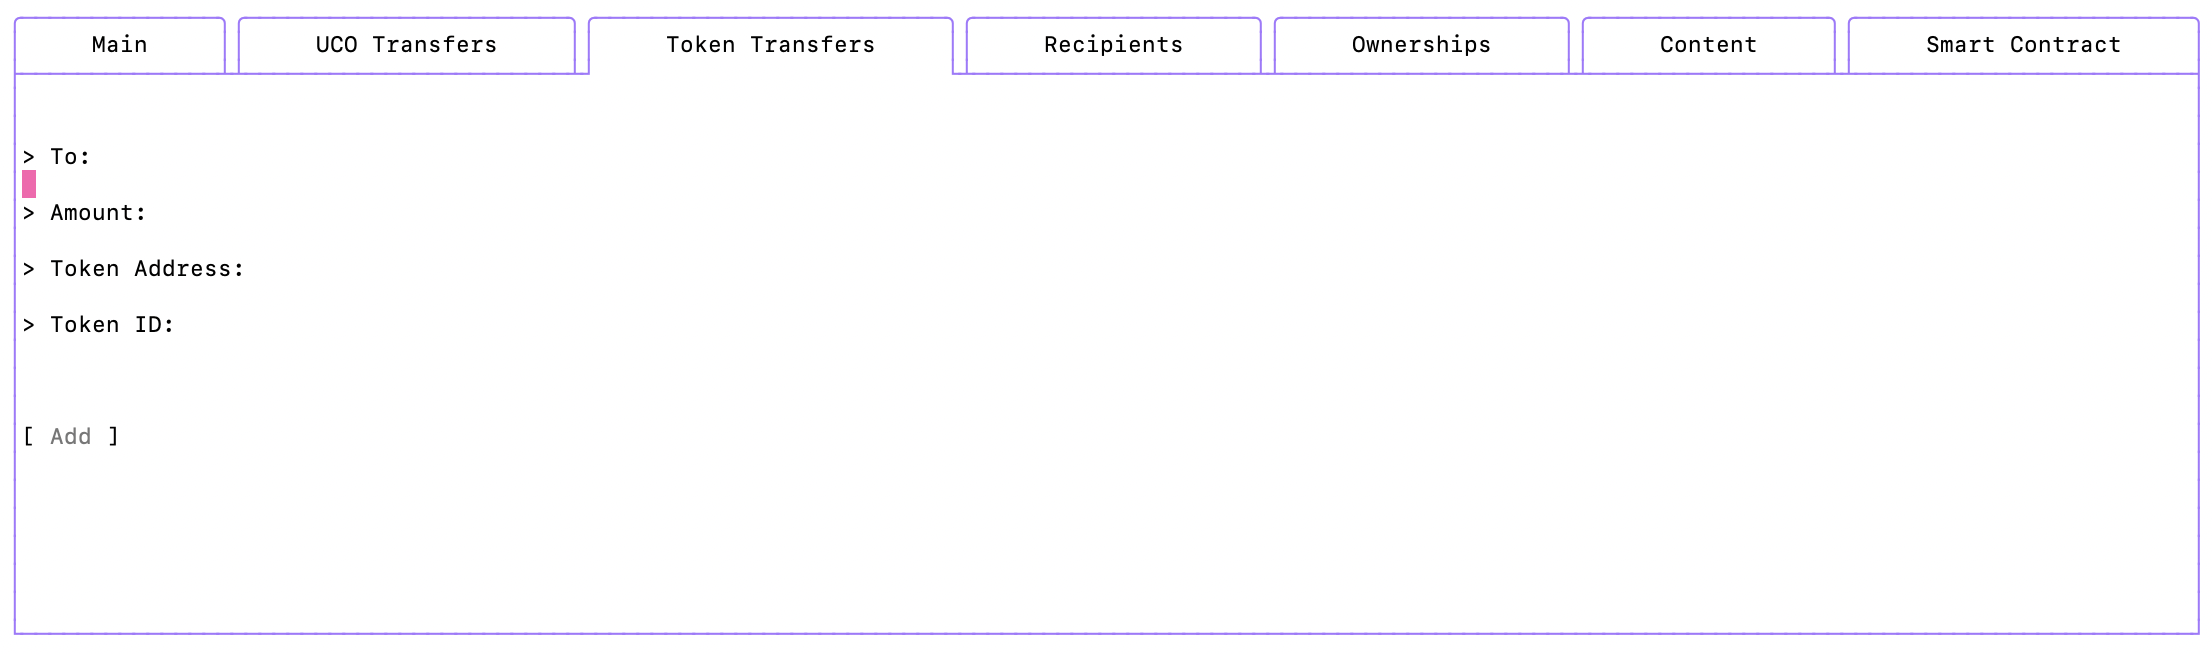 Main UCO Transfers Token Transfers Recipients Ownerships Content Smart Contract
> To:
> Amount:
> Token Address:
> Token ID:
[ Add ]